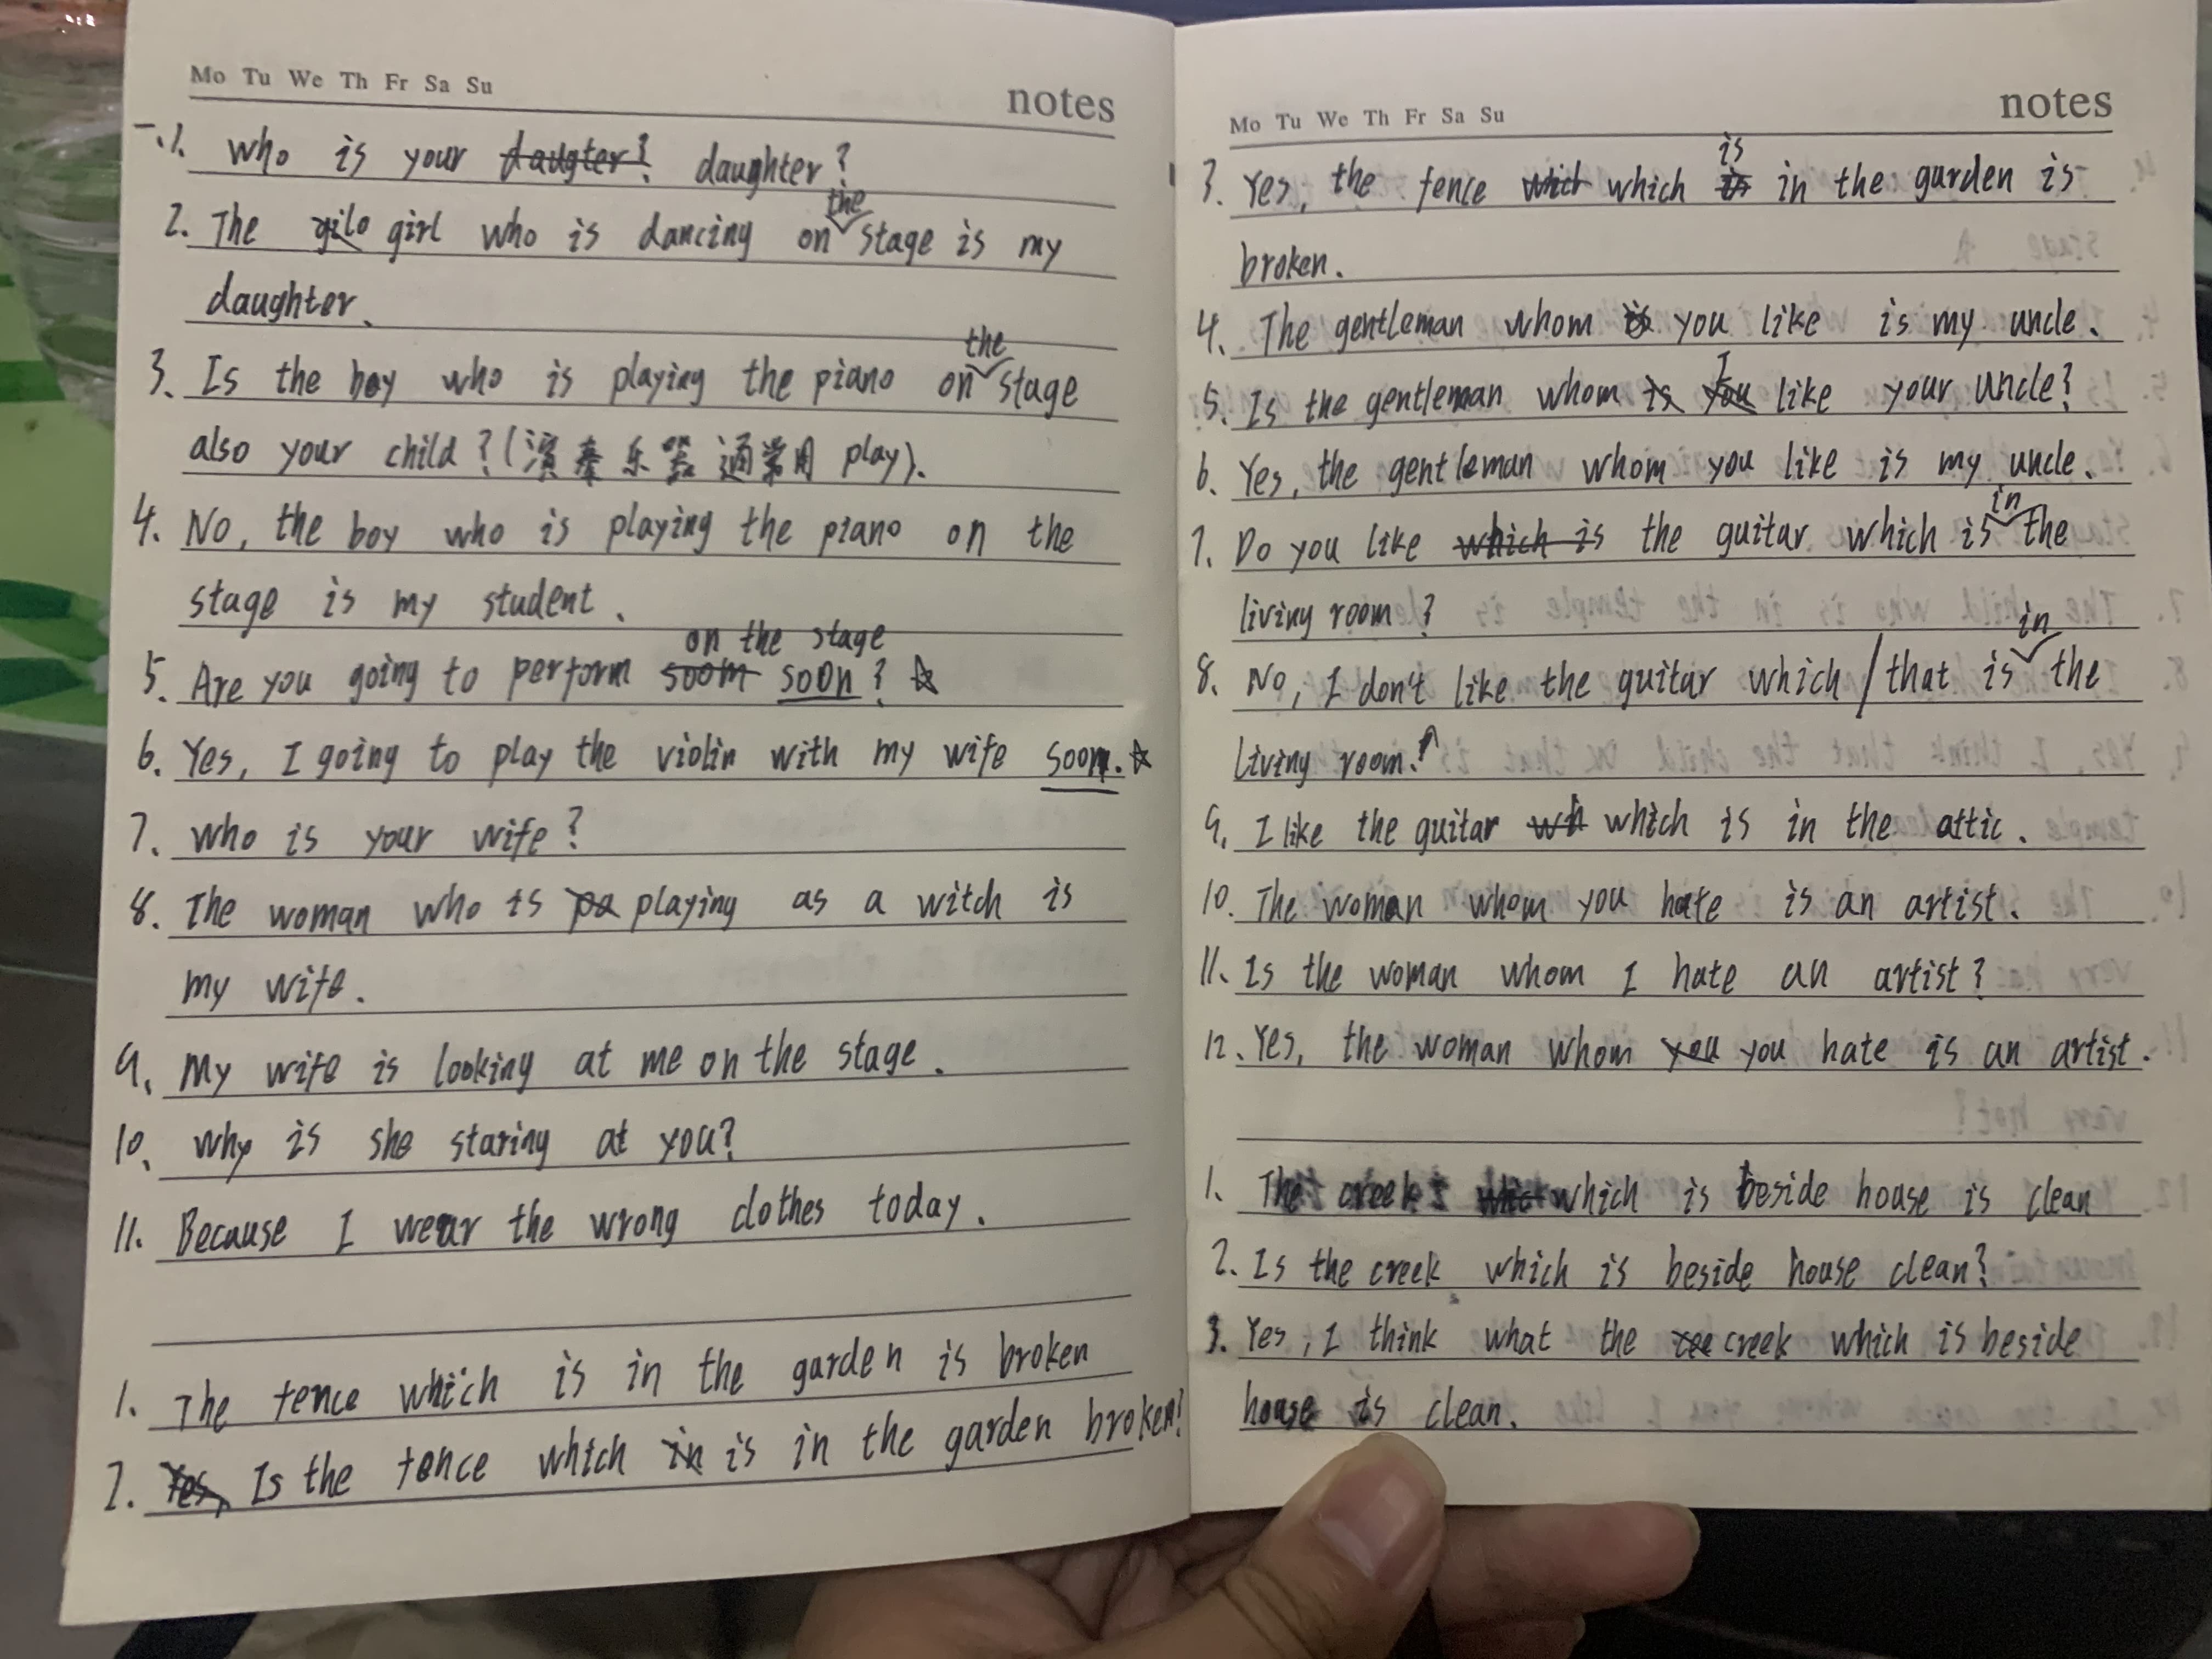 Mo Tu We Th Fr Sa Su
notes
一.1. Who is your daugter? daughter?
the
2. The gilo girl who is dancing on stage is my
daughter.
the
3. Is the boy who is playing the piano on stage
also your child? (演奏乐器通常用 play).
4. No, the boy who is playing the piano on the
stage is my student.
on the stage
5. Are you going to perform soom soon? ☆
6. Yes, I going to play the violin with my wife soon. ☆
7. Who is your wife?
8. The woman who is pa playing as a witch is
my wife.
9. My wife is looking at me on the stage.
10. Why is she staring at you?
11. Because I wear the wrong clothes today.
1. The fence which is in the garden is broken
2. Yes, Is the fence which in is in the garden broken?
Mo Tu We Th Fr Sa Su
notes
is
3. Yes, the fence whict which is in the garden is
broken.
4. The gentleman whom is you like is my uncle.
I
5. Is the gentleman whom is you like your uncle?
6. Yes, the gentleman whom you like is my uncle.
in
7. Do you like which is the guitar which is the
living room?
in
8. No, I don't like the guitar which / that is the
living room.
9. I like the guitar wh which is in the attic.
10. The woman whom you hate is an artist.
11. Is the woman whom I hate an artist?
12. Yes, the woman whom you you hate is an artist.
1. The creek whic which is beside house is clean
2. Is the creek which is beside house clean?
3. Yes, I think what the cee creek which is beside
house is clean.